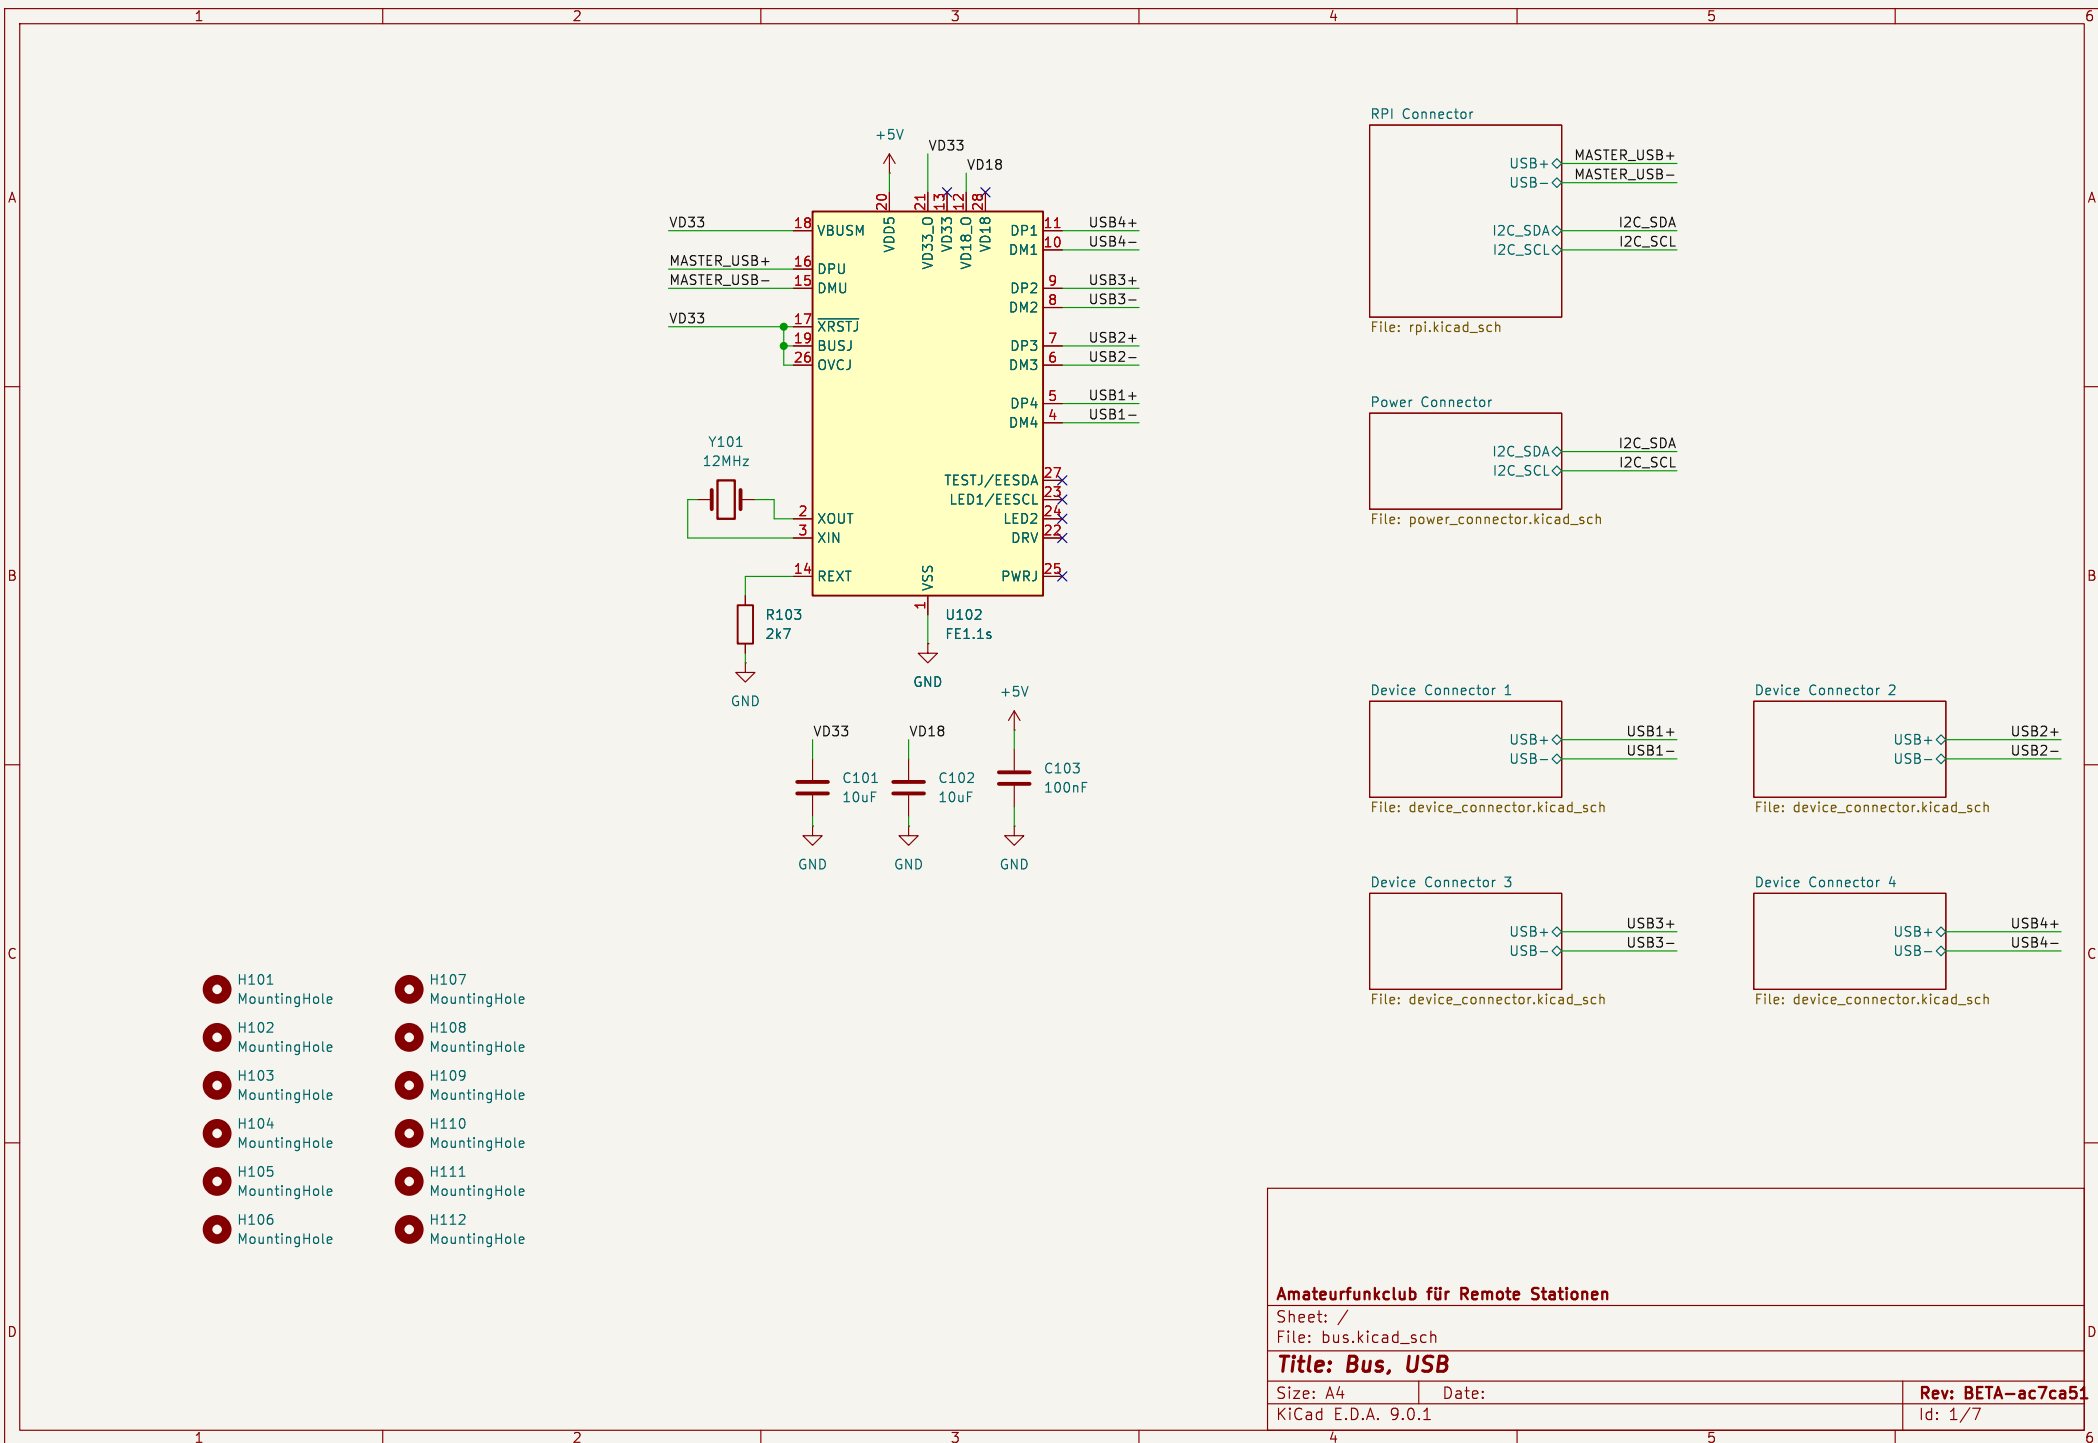 1 2 3 4 5 6
A
B
C
D
A
B
C
D
1 2 3 4 5 6
+5V
VD33
VD18
20
21
13
12
28
VDD5
VD33_O
VD33
VD18_O
VD18
VD33
18 VBUSM
MASTER_USB+
16 DPU
MASTER_USB-
15 DMU
VD33
17 XRSTJ
19 BUSJ
26 OVCJ
Y101
12MHz
2 XOUT
3 XIN
14 REXT
R103
2k7
GND
DP1 11 USB4+
DM1 10 USB4-
DP2 9 USB3+
DM2 8 USB3-
DP3 7 USB2+
DM3 6 USB2-
DP4 5 USB1+
DM4 4 USB1-
TESTJ/EESDA 27
LED1/EESCL 23
LED2 24
DRV 22
PWRJ 25
VSS
1
U102
FE1.1s
GND
VD33
C101
10uF
GND
VD18
C102
10uF
GND
+5V
C103
100nF
GND
RPI Connector
USB+ MASTER_USB+
USB- MASTER_USB-
I2C_SDA I2C_SDA
I2C_SCL I2C_SCL
File: rpi.kicad_sch
Power Connector
I2C_SDA I2C_SDA
I2C_SCL I2C_SCL
File: power_connector.kicad_sch
Device Connector 1
USB+ USB1+
USB- USB1-
File: device_connector.kicad_sch
Device Connector 2
USB+ USB2+
USB- USB2-
File: device_connector.kicad_sch
Device Connector 3
USB+ USB3+
USB- USB3-
File: device_connector.kicad_sch
Device Connector 4
USB+ USB4+
USB- USB4-
File: device_connector.kicad_sch
H101
MountingHole
H102
MountingHole
H103
MountingHole
H104
MountingHole
H105
MountingHole
H106
MountingHole
H107
MountingHole
H108
MountingHole
H109
MountingHole
H110
MountingHole
H111
MountingHole
H112
MountingHole
Amateurfunkclub für Remote Stationen
Sheet: /
File: bus.kicad_sch
Title: Bus, USB
Size: A4 Date: Rev: BETA-ac7ca51
KiCad E.D.A. 9.0.1 Id: 1/7